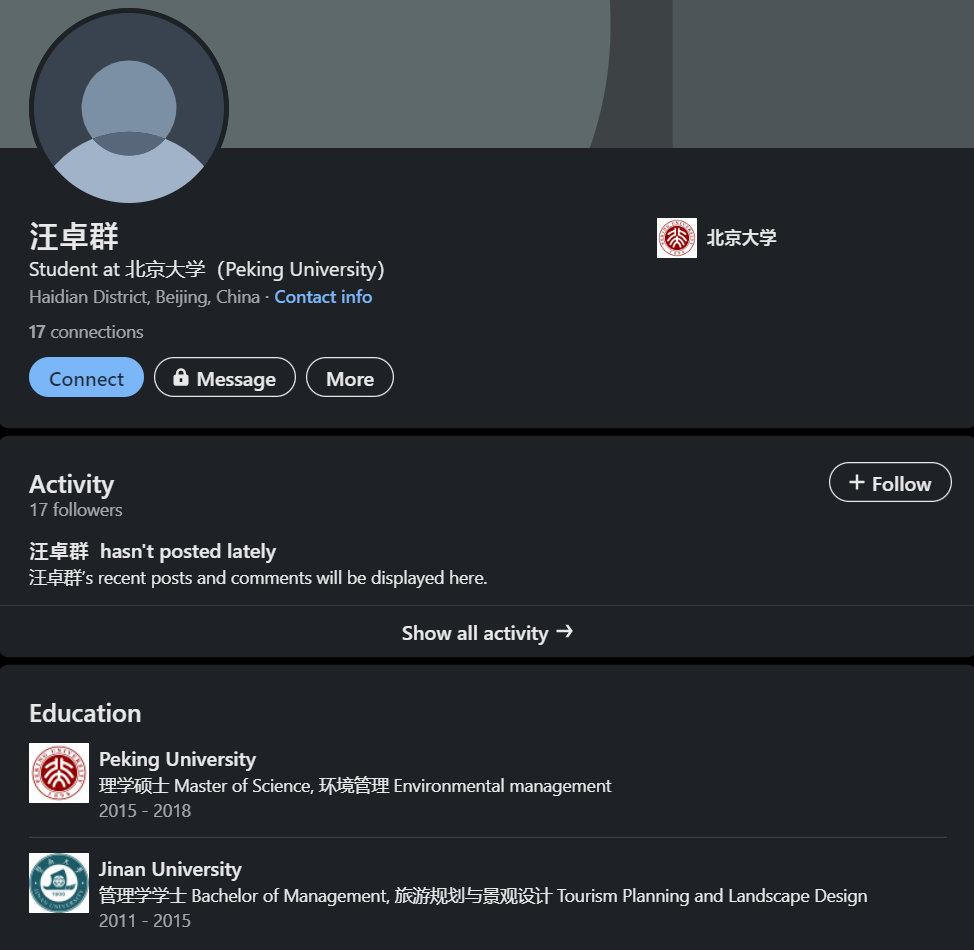 汪卓群
北京大学
Student at 北京大学（Peking University）
Haidian District, Beijing, China · Contact info
17 connections
Connect
Message
More
Activity
+ Follow
17 followers
汪卓群 hasn't posted lately
汪卓群's recent posts and comments will be displayed here.
Show all activity →
Education
Peking University
理学硕士 Master of Science, 环境管理 Environmental management
2015 - 2018
Jinan University
管理学学士 Bachelor of Management, 旅游规划与景观设计 Tourism Planning and Landscape Design
2011 - 2015